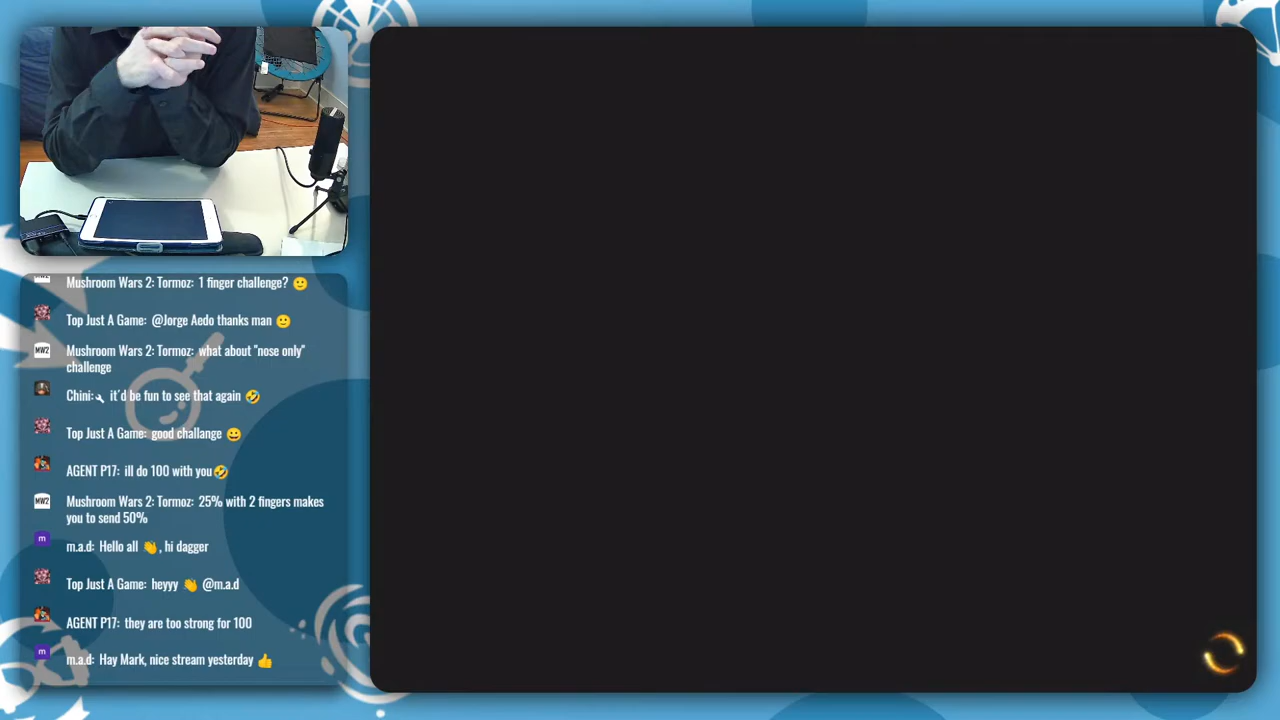 Mushroom Wars 2: Tormoz: 1 finger challenge? 🙂
Top Just A Game: @Jorge Aedo thanks man 🙂
MW2
Mushroom Wars 2: Tormoz: what about "nose only"
challenge
Chini: it´d be fun to see that again 🤣
Top Just A Game: good challange 😀
AGENT P17: ill do 100 with you🤣
MW2
Mushroom Wars 2: Tormoz: 25% with 2 fingers makes
you to send 50%
m
m.a.d: Hello all 👏, hi dagger
Top Just A Game: heyyy 👋 @m.a.d
AGENT P17: they are too strong for 100
m
m.a.d: Hay Mark, nice stream yesterday 👍